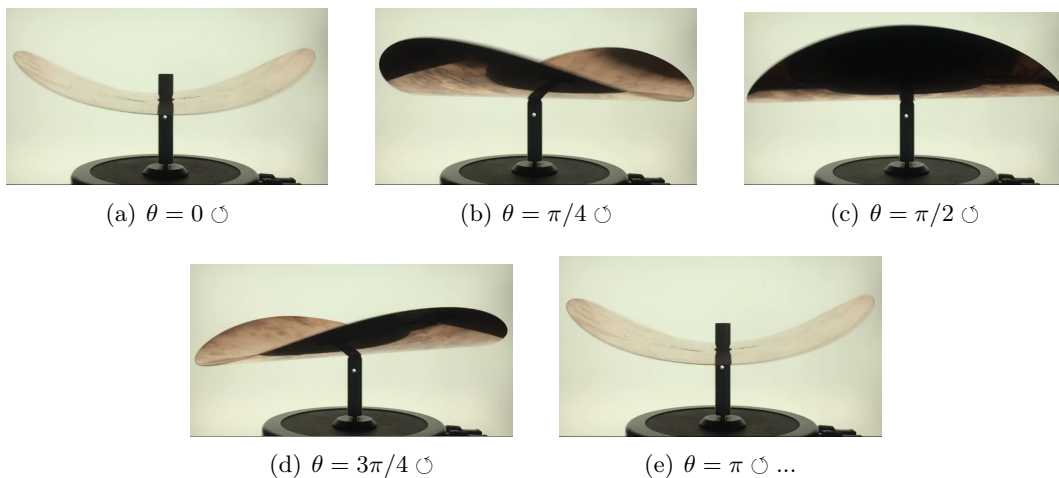 (a) θ = 0 ↺
(b) θ = π/4 ↺
(c) θ = π/2 ↺
(d) θ = 3π/4 ↺
(e) θ = π ↺ ...